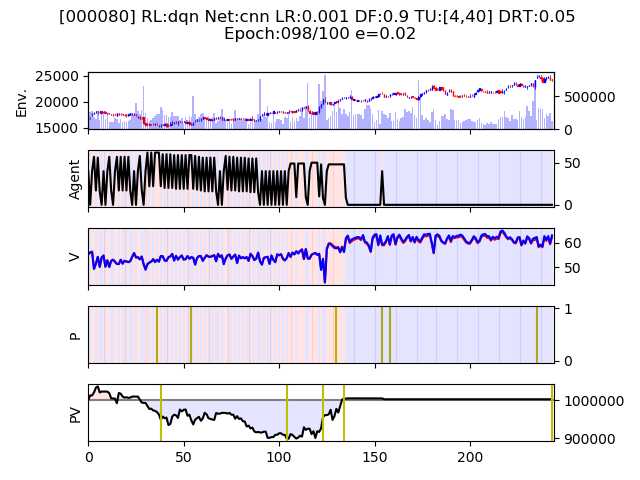 [000080] RL:dqn Net:cnn LR:0.001 DF:0.9 TU:[4,40] DRT:0.05
Epoch:098/100 e=0.02
Env.
25000
20000
15000
500000
0
Agent
50
0
V
60
50
P
1
0
PV
1000000
900000
0 50 100 150 200